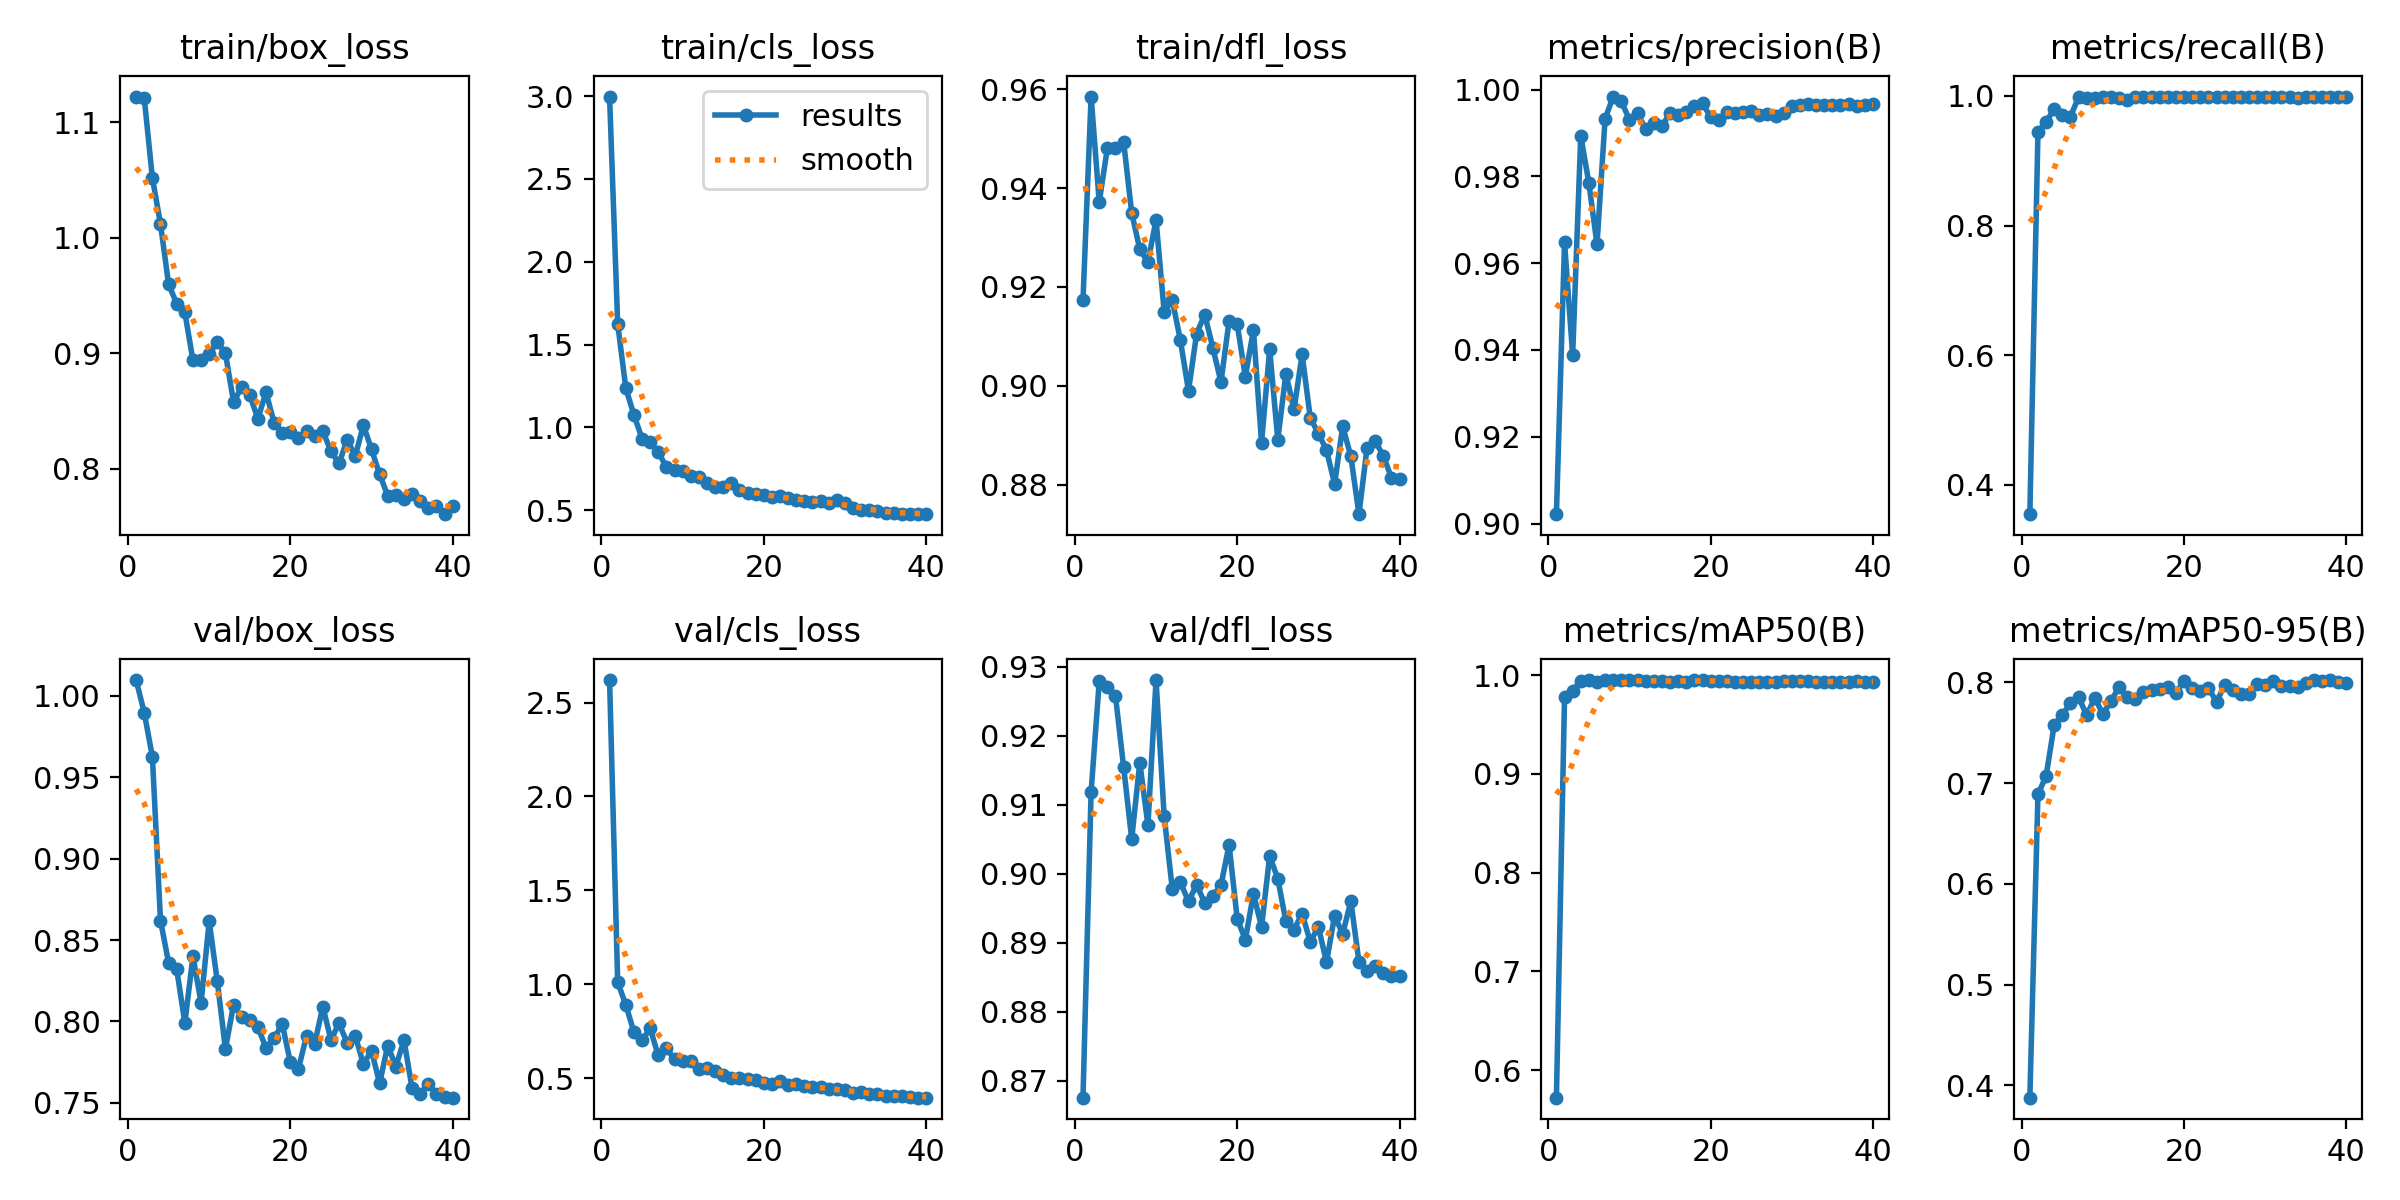 train/box_loss
train/cls_loss
train/dfl_loss
metrics/precision(B)
metrics/recall(B)
1.1
1.0
0.9
0.8
0 20 40
3.0
2.5
2.0
1.5
1.0
0.5
results
smooth
0 20 40
0.96
0.94
0.92
0.90
0.88
0 20 40
1.00
0.98
0.96
0.94
0.92
0.90
0 20 40
1.0
0.8
0.6
0.4
0 20 40
val/box_loss
val/cls_loss
val/dfl_loss
metrics/mAP50(B)
metrics/mAP50-95(B)
1.00
0.95
0.90
0.85
0.80
0.75
0 20 40
2.5
2.0
1.5
1.0
0.5
0 20 40
0.93
0.92
0.91
0.90
0.89
0.88
0.87
0 20 40
1.0
0.9
0.8
0.7
0.6
0 20 40
0.8
0.7
0.6
0.5
0.4
0 20 40